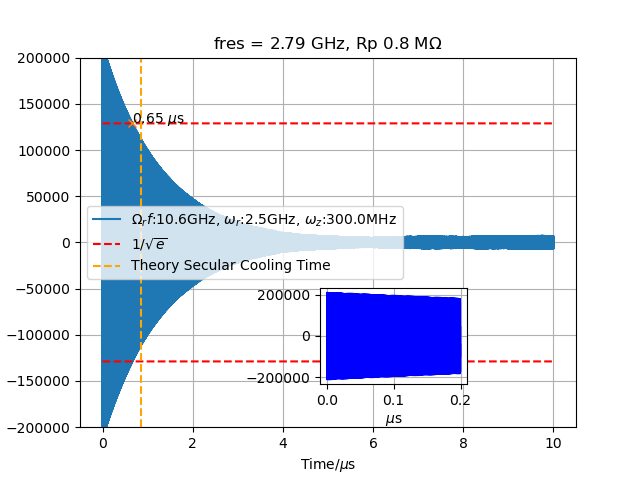 fres = 2.79 GHz, Rp 0.8 MΩ
200000
150000
100000
50000
0
−50000
−100000
−150000
−200000
0.65 μs
Ω_r f:10.6GHz, ω_r:2.5GHz, ω_z:300.0MHz
1/√e
Theory Secular Cooling Time
200000
0
−200000
0.0 0.1 0.2
μs
0 2 4 6 8 10
Time/μs